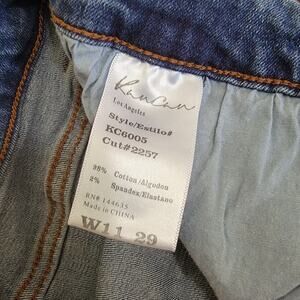 KanCan
Los Angeles
Style/Estilo#
KC6005
Cut#2257
98% Cotton/Algodon
2% Spandex/Elastano
RN# 144635
Made in CHINA
W11 29